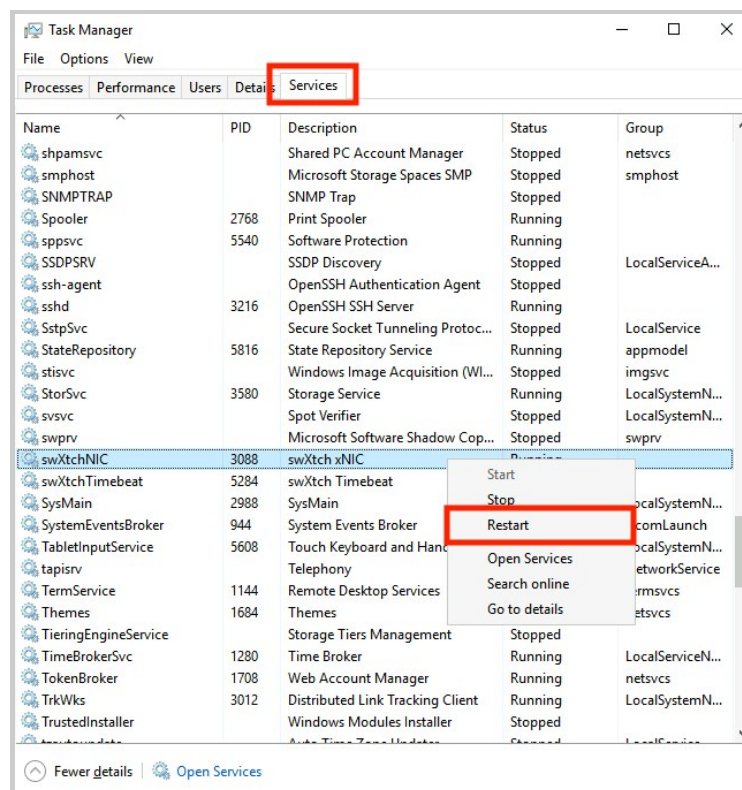 Task Manager
File Options View
Processes Performance Users Details Services
Name PID Description Status Group
shpamsvc Shared PC Account Manager Stopped netsvcs
smphost Microsoft Storage Spaces SMP Stopped smphost
SNMPTRAP SNMP Trap Stopped
Spooler 2768 Print Spooler Running
sppsvc 5540 Software Protection Running
SSDPSRV SSDP Discovery Stopped LocalServiceA...
ssh-agent OpenSSH Authentication Agent Stopped
sshd 3216 OpenSSH SSH Server Running
SstpSvc Secure Socket Tunneling Protoc... Stopped LocalService
StateRepository 5816 State Repository Service Running appmodel
stisvc Windows Image Acquisition (WI... Stopped imgsvc
StorSvc 3580 Storage Service Running LocalSystemN...
svsvc Spot Verifier Stopped LocalSystemN...
swprv Microsoft Software Shadow Cop... Stopped swprv
swXtchNIC 3088 swXtch xNIC Running
swXtchTimebeat 5284 swXtch Timebeat Start
SysMain 2988 SysMain Stop ocalSystemN...
SystemEventsBroker 944 System Events Broker Restart comLaunch
TabletInputService 5608 Touch Keyboard and Hand ocalSystemN...
Open Services
tapisrv Telephony etworkService
Search online
TermService 1144 Remote Desktop Services ermsvcs
Themes 1684 Themes Go to details etsvcs
TieringEngineService Storage Tiers Management Stopped
TimeBrokerSvc 1280 Time Broker Running LocalServiceN...
TokenBroker 1708 Web Account Manager Running netsvcs
TrkWks 3012 Distributed Link Tracking Client Running LocalSystemN...
TrustedInstaller Windows Modules Installer Stopped
Auto Time Zone Updater Stopped LocalService
Fewer details Open Services